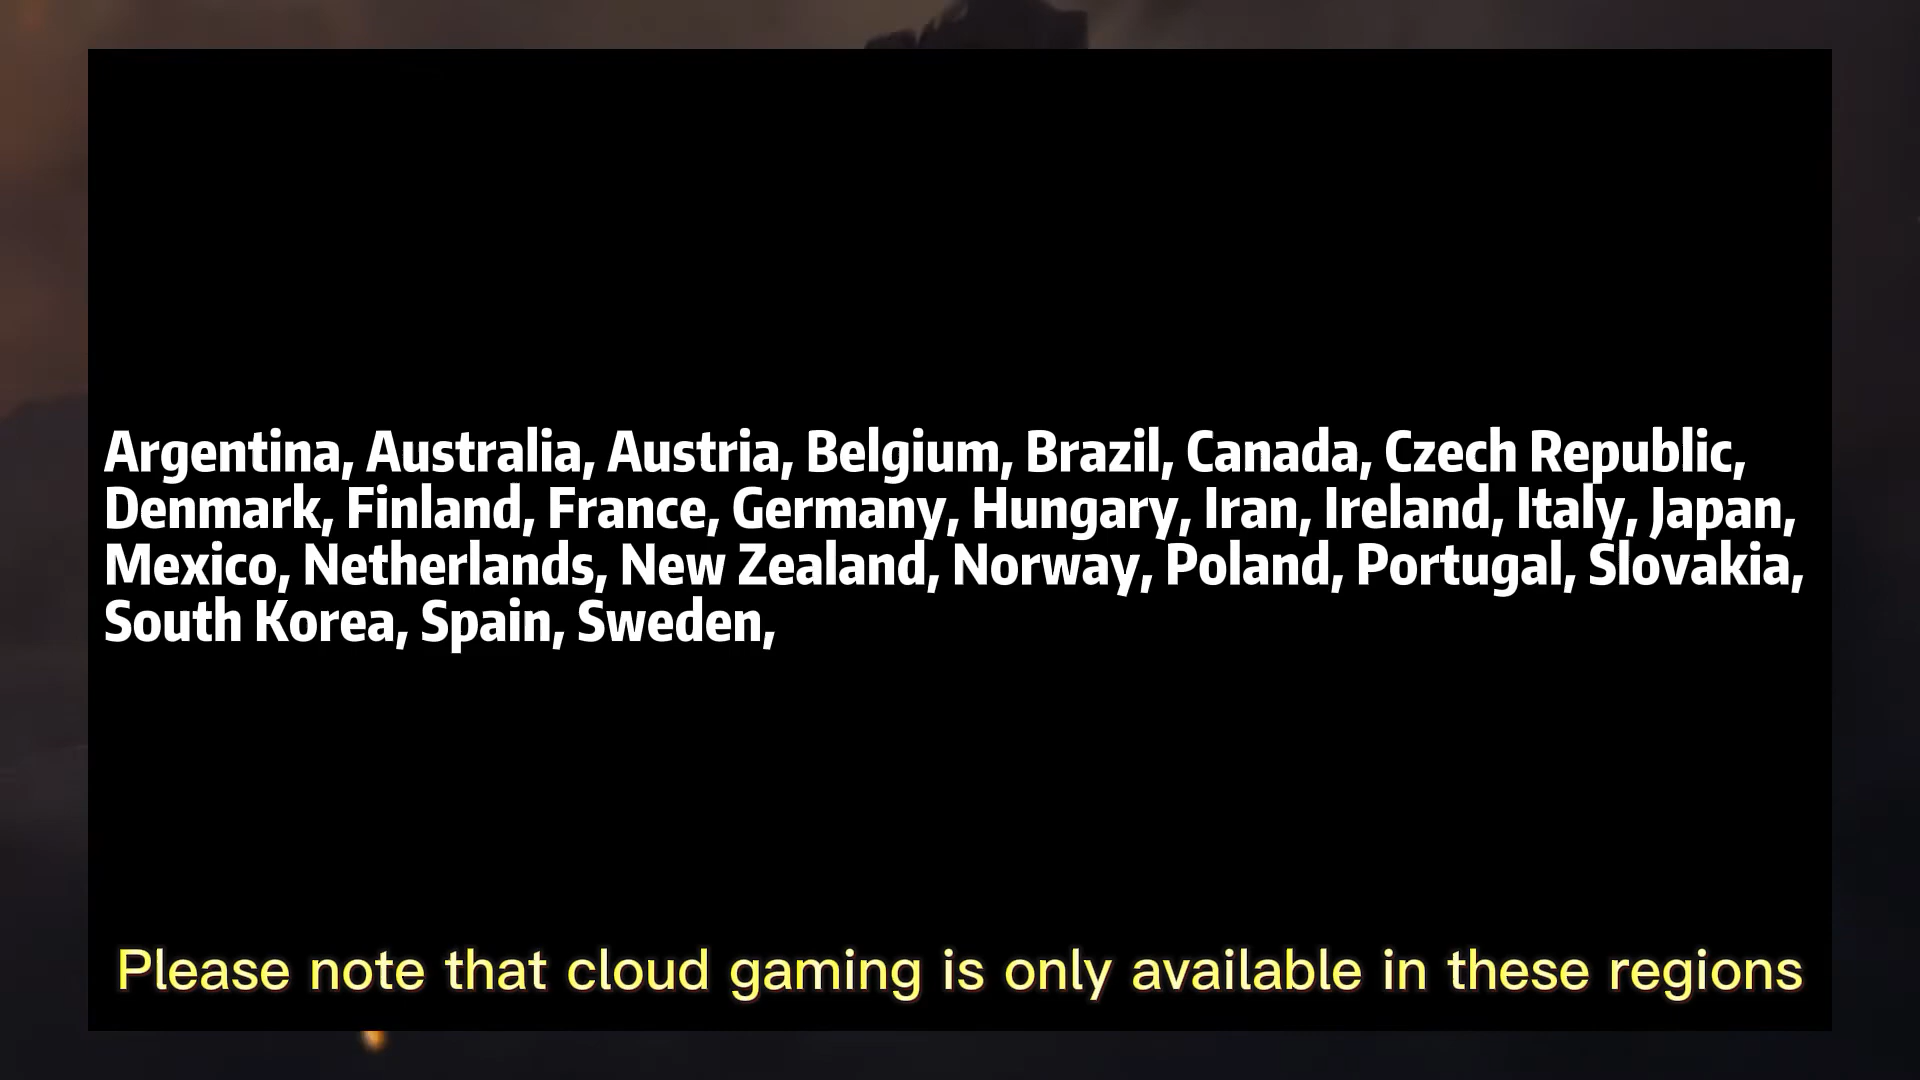 Argentina, Australia, Austria, Belgium, Brazil, Canada, Czech Republic,
Denmark, Finland, France, Germany, Hungary, Iran, Ireland, Italy, Japan,
Mexico, Netherlands, New Zealand, Norway, Poland, Portugal, Slovakia,
South Korea, Spain, Sweden,
Please note that cloud gaming is only available in these regions